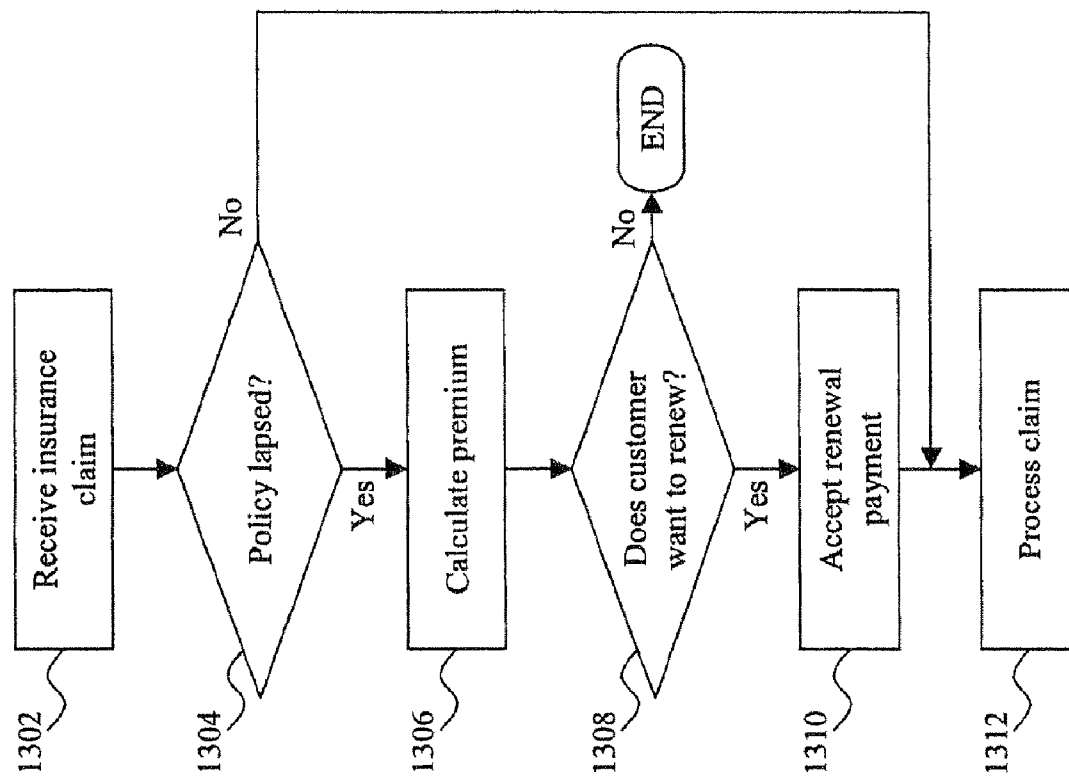 1302
Receive insurance
claim
1304
Policy lapsed?
No
Yes
1306
Calculate premium
1308
Does customer
want to renew?
No
END
Yes
1310
Accept renewal
payment
1312
Process claim